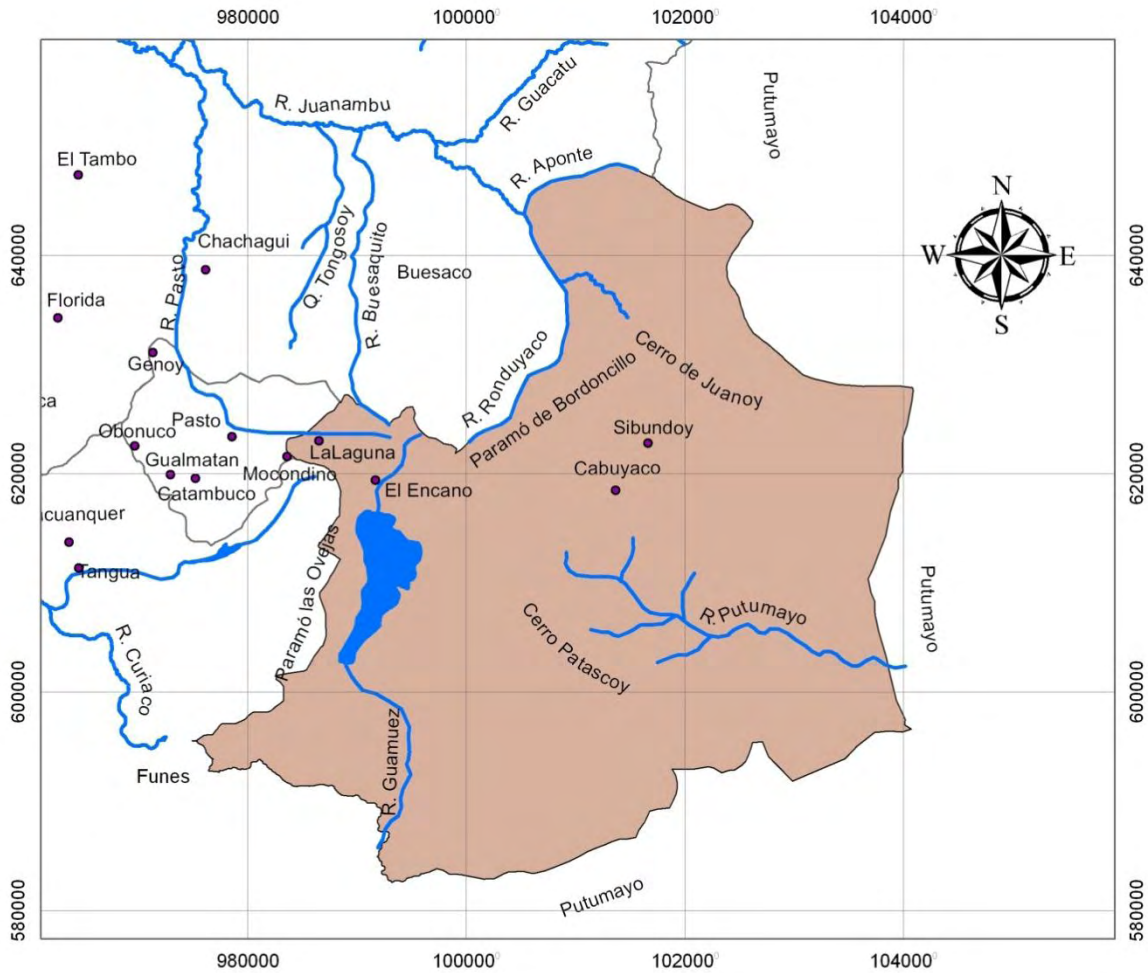 980000
100000
102000
104000
R. Juanambu
R. Guacatu
Putumayo
El Tambo
R. Aponte
640000
Chachagui
Q. Tongosoy
R. Buesaquito
Buesaco
R. Pasto
N
W
E
S
640000
Florida
Genoy
R. Ronduyaco
Cerro de Juanoy
Paramó de Bordoncillo
ca
Pasto
Obonuco
LaLaguna
Sibundoy
Gualmatan
Mocondino
Cabuyaco
620000
Catambuco
El Encano
620000
acuanquer
Tangua
Paramó las Ovejas
Putumayo
R. Putumayo
Cerro Patascoy
R. Curiaco
600000
R. Guamuez
600000
Funes
Putumayo
580000
580000
980000
100000
102000
104000